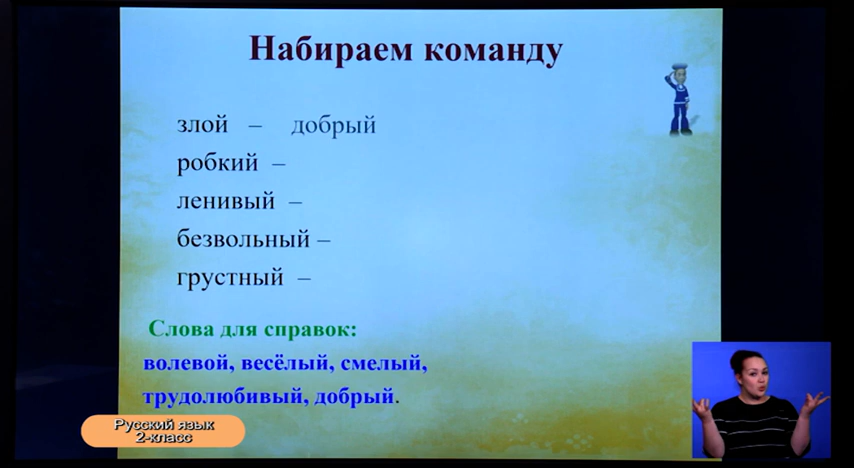 Набираем команду
злой – добрый
робкий –
ленивый –
безвольный –
грустный –
Слова для справок:
волевой, весёлый, смелый,
трудолюбивый, добрый.
Русский язык
2-класс